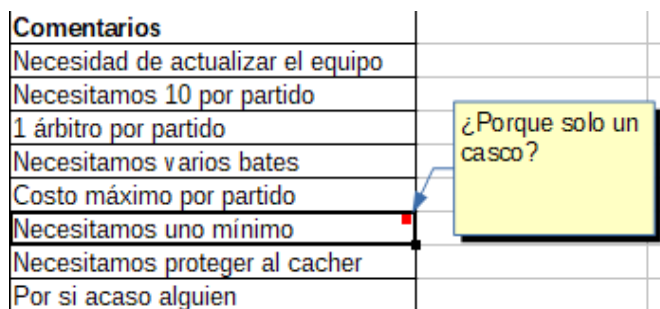 Comentarios
Necesidad de actualizar el equipo
Necesitamos 10 por partido
1 árbitro por partido
Necesitamos varios bates
Costo máximo por partido
Necesitamos uno mínimo
Necesitamos proteger al cacher
Por si acaso alguien
¿Porque solo un
casco?